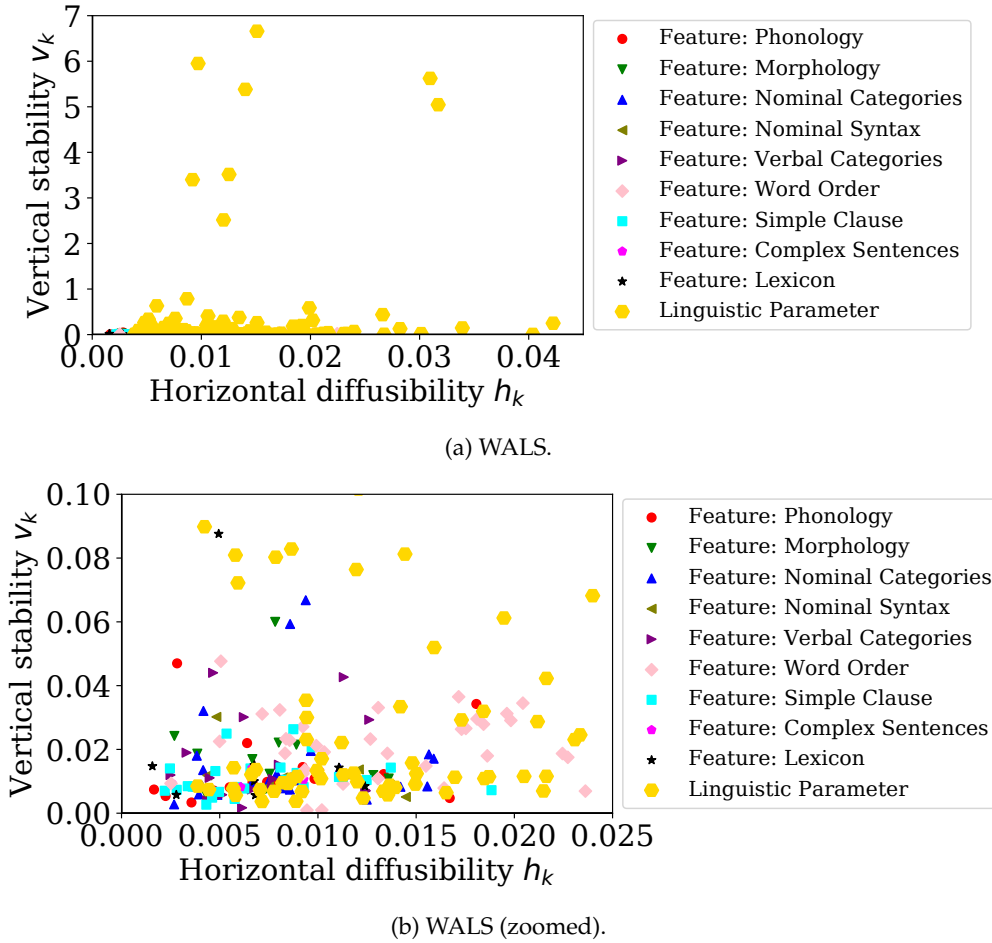 7
6
5
4
3
2
1
0
Vertical stability v_k
0.00 0.01 0.02 0.03 0.04
Horizontal diffusibility h_k
Feature: Phonology
Feature: Morphology
Feature: Nominal Categories
Feature: Nominal Syntax
Feature: Verbal Categories
Feature: Word Order
Feature: Simple Clause
Feature: Complex Sentences
Feature: Lexicon
Linguistic Parameter
(a) WALS.
0.10
0.08
0.06
0.04
0.02
0.00
Vertical stability v_k
0.000 0.005 0.010 0.015 0.020 0.025
Horizontal diffusibility h_k
Feature: Phonology
Feature: Morphology
Feature: Nominal Categories
Feature: Nominal Syntax
Feature: Verbal Categories
Feature: Word Order
Feature: Simple Clause
Feature: Complex Sentences
Feature: Lexicon
Linguistic Parameter
(b) WALS (zoomed).